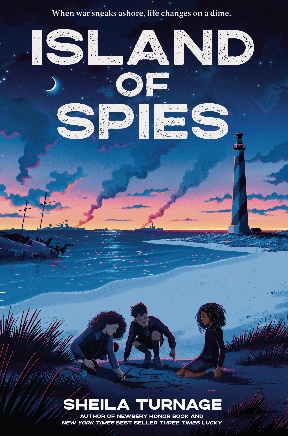 When war sneaks ashore, life changes on a dime.
ISLAND
OF
SPIES
SHEILA TURNAGE
AUTHOR OF NEWBERY HONOR BOOK AND
NEW YORK TIMES BEST SELLER THREE TIMES LUCKY